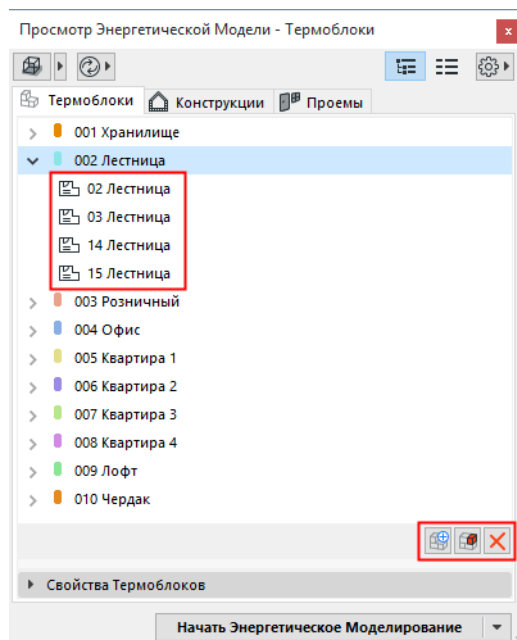 Просмотр Энергетической Модели - Термоблоки
x
Термоблоки Конструкции Проемы
001 Хранилище
002 Лестница
02 Лестница
03 Лестница
14 Лестница
15 Лестница
003 Розничный
004 Офис
005 Квартира 1
006 Квартира 2
007 Квартира 3
008 Квартира 4
009 Лофт
010 Чердак
Свойства Термоблоков
Начать Энергетическое Моделирование